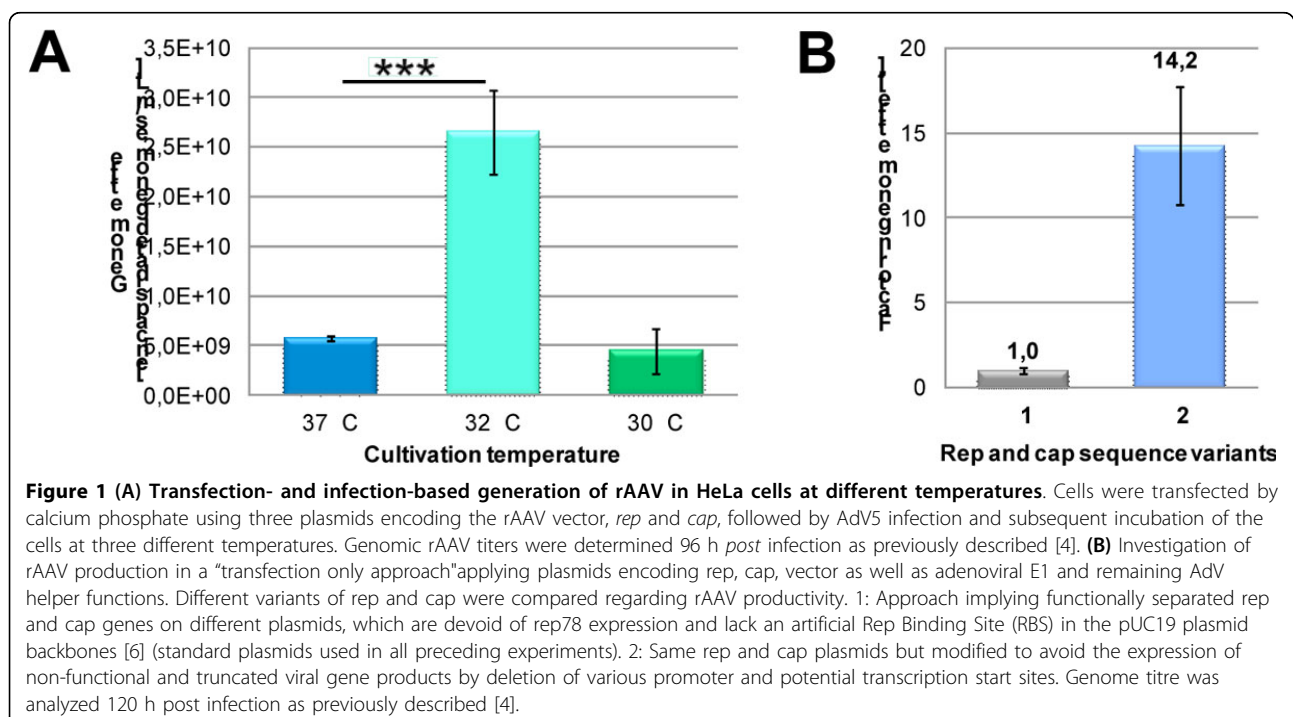 A
3,5E+10
3,0E+10
2,5E+10
2,0E+10
1,5E+10
1,0E+10
5,0E+09
0,0E+00
***
37 C
32 C
30 C
Cultivation temperature
B
20
15
10
5
0
1,0
14,2
1
2
Rep and cap sequence variants
Figure 1 (A) Transfection- and infection-based generation of rAAV in HeLa cells at different temperatures. Cells were transfected by
calcium phosphate using three plasmids encoding the rAAV vector, rep and cap, followed by AdV5 infection and subsequent incubation of the
cells at three different temperatures. Genomic rAAV titers were determined 96 h post infection as previously described [4]. (B) Investigation of
rAAV production in a “transfection only approach"applying plasmids encoding rep, cap, vector as well as adenoviral E1 and remaining AdV
helper functions. Different variants of rep and cap were compared regarding rAAV productivity. 1: Approach implying functionally separated rep
and cap genes on different plasmids, which are devoid of rep78 expression and lack an artificial Rep Binding Site (RBS) in the pUC19 plasmid
backbones [6] (standard plasmids used in all preceding experiments). 2: Same rep and cap plasmids but modified to avoid the expression of
non-functional and truncated viral gene products by deletion of various promoter and potential transcription start sites. Genome titre was
analyzed 120 h post infection as previously described [4].